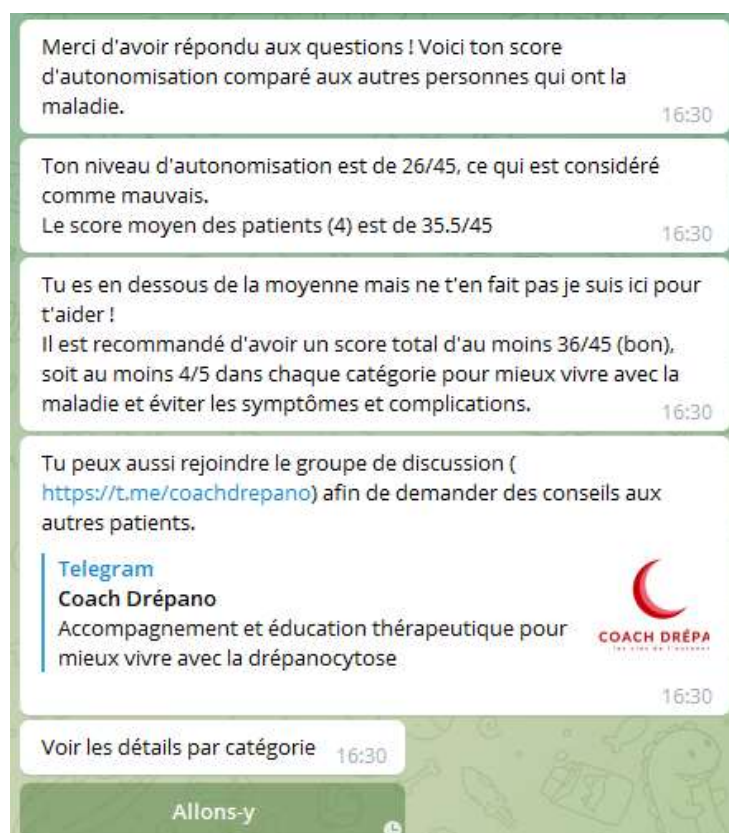 Merci d'avoir répondu aux questions ! Voici ton score
d'autonomisation comparé aux autres personnes qui ont la
maladie.
16:30
Ton niveau d'autonomisation est de 26/45, ce qui est considéré
comme mauvais.
Le score moyen des patients (4) est de 35.5/45
16:30
Tu es en dessous de la moyenne mais ne t'en fait pas je suis ici pour
t'aider !
Il est recommandé d'avoir un score total d'au moins 36/45 (bon),
soit au moins 4/5 dans chaque catégorie pour mieux vivre avec la
maladie et éviter les symptômes et complications.
16:30
Tu peux aussi rejoindre le groupe de discussion (
https://t.me/coachdrepano) afin de demander des conseils aux
autres patients.
Telegram
Coach Drépano
Accompagnement et éducation thérapeutique pour
mieux vivre avec la drépanocytose
COACH DRÉPA
16:30
Voir les détails par catégorie 16:30
Allons-y